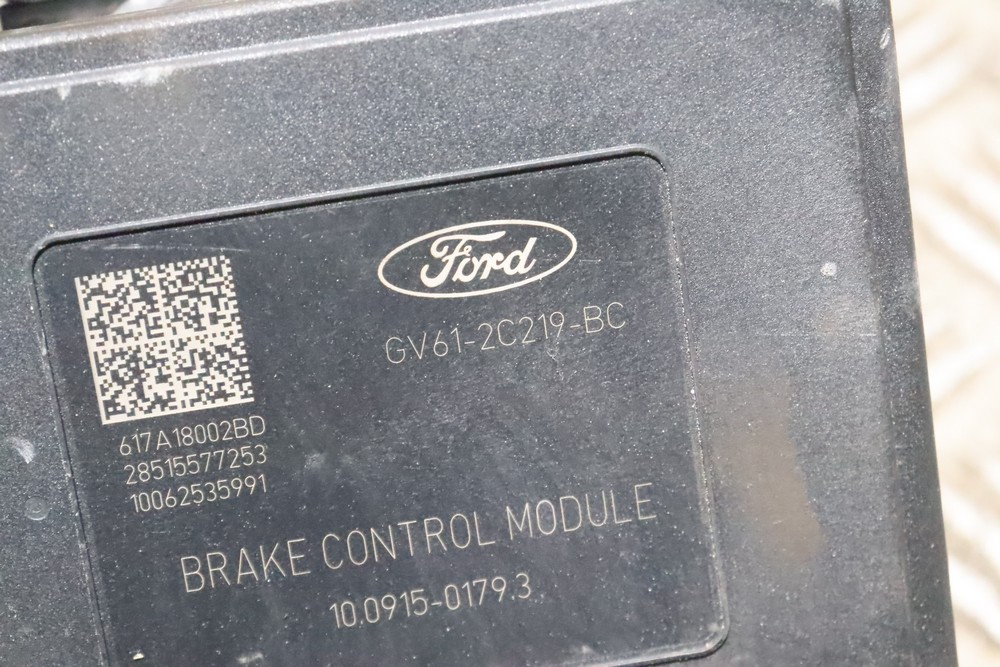 Ford
GV61-2C219-BC
617A18002BD
28515577253
10062535991
BRAKE CONTROL MODULE
10.0915-0179.3